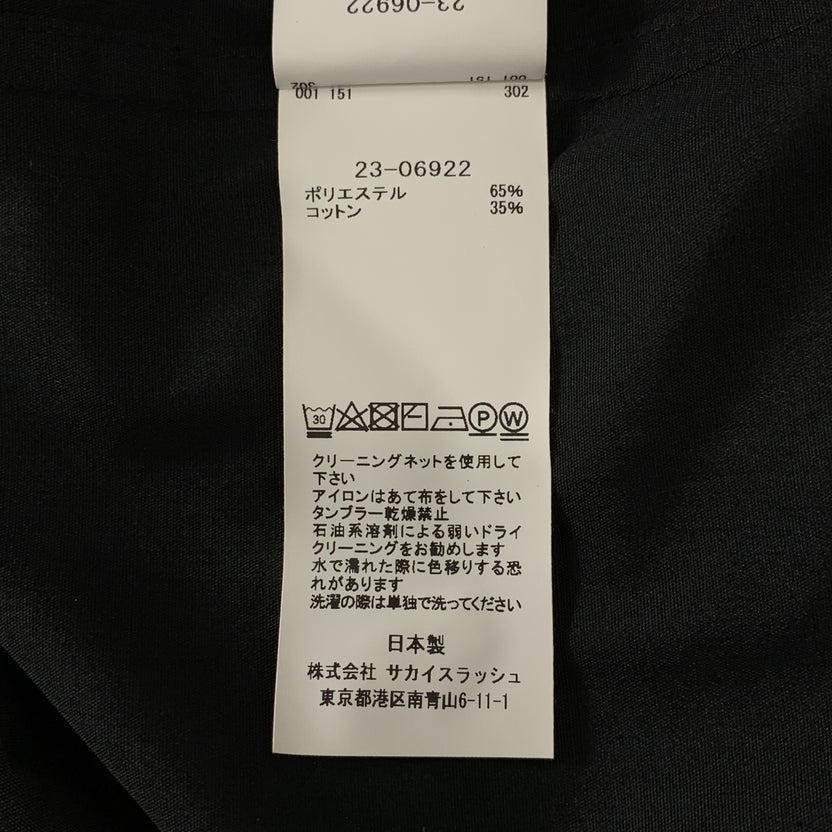 23-06922
001 151 302
302 001 151
23-06922
ポリエステル 65%
コットン 35%
30 P W
クリーニングネットを使用して
下さい
アイロンはあて布をして下さい
タンブラー乾燥禁止
石油系溶剤による弱いドライ
クリーニングをお勧めします
水で濡れた際に色移りする恐
れがあります
洗濯の際は単独で洗ってください
日本製
株式会社 サカイスラッシュ
東京都港区南青山6-11-1